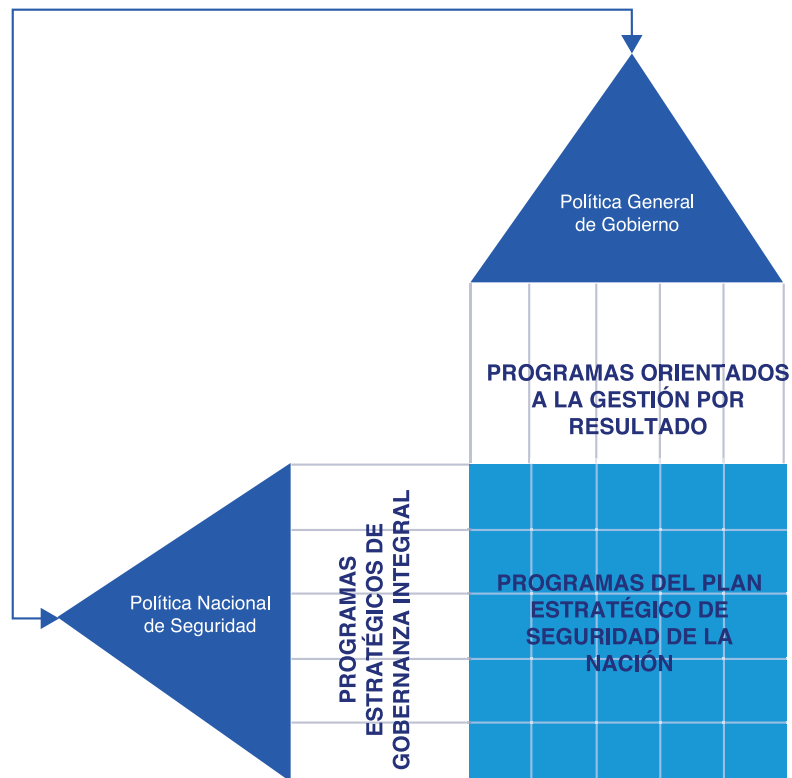 Política General
de Gobierno
PROGRAMAS ORIENTADOS
A LA GESTIÓN POR
RESULTADO
Política Nacional
de Seguridad
PROGRAMAS
ESTRATÉGICOS DE
GOBERNANZA INTEGRAL
PROGRAMAS DEL PLAN
ESTRATÉGICO DE
SEGURIDAD DE LA
NACIÓN